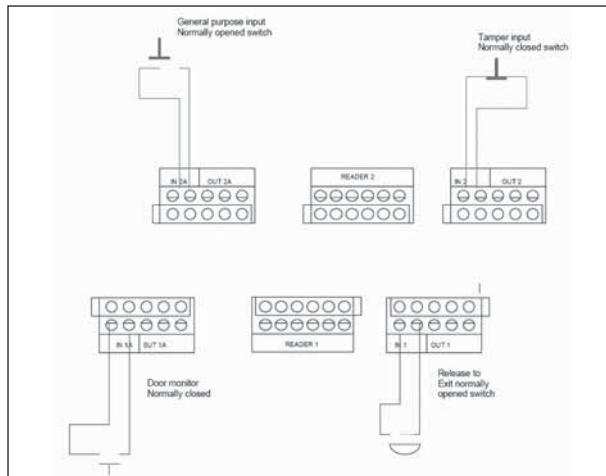 General purpose input
Normally opened switch
Tamper input
Normally closed switch
IN 2A OUT 2A
READER 2
IN 2 OUT 2
IN 1A OUT 1A
READER 1
IN 1 OUT 1
Door monitor
Normally closed
Release to
Exit normally
opened switch